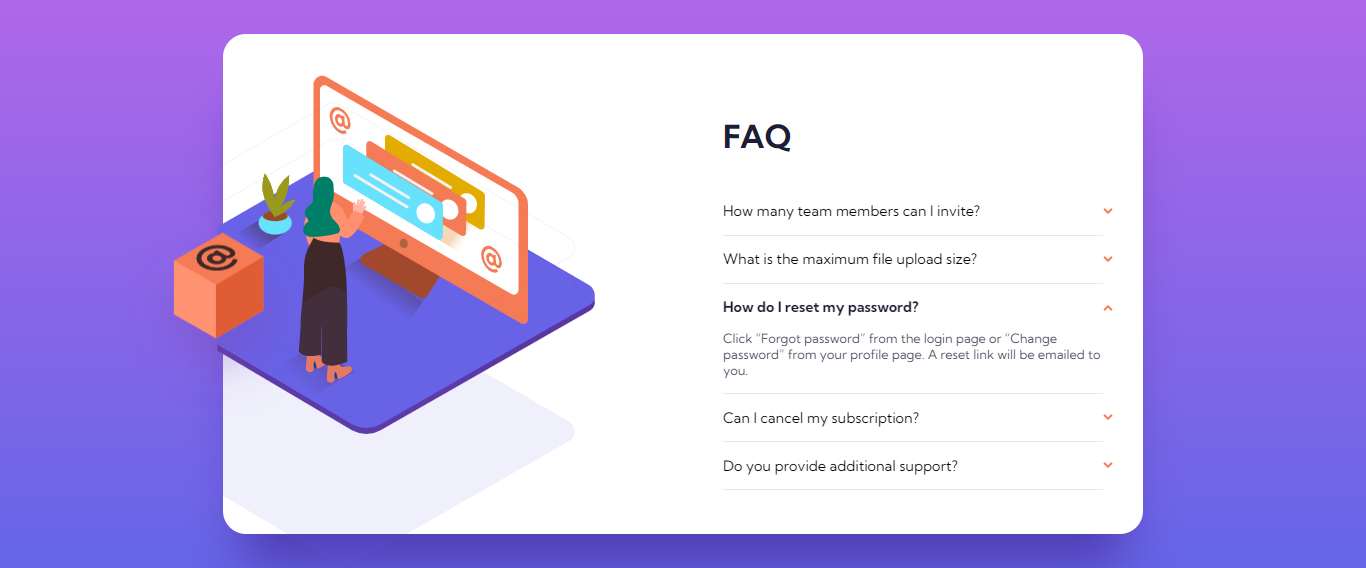 @
@
@
FAQ
How many team members can I invite?
What is the maximum file upload size?
How do I reset my password?
Click “Forgot password” from the login page or “Change
password” from your profile page. A reset link will be emailed to
you.
Can I cancel my subscription?
Do you provide additional support?